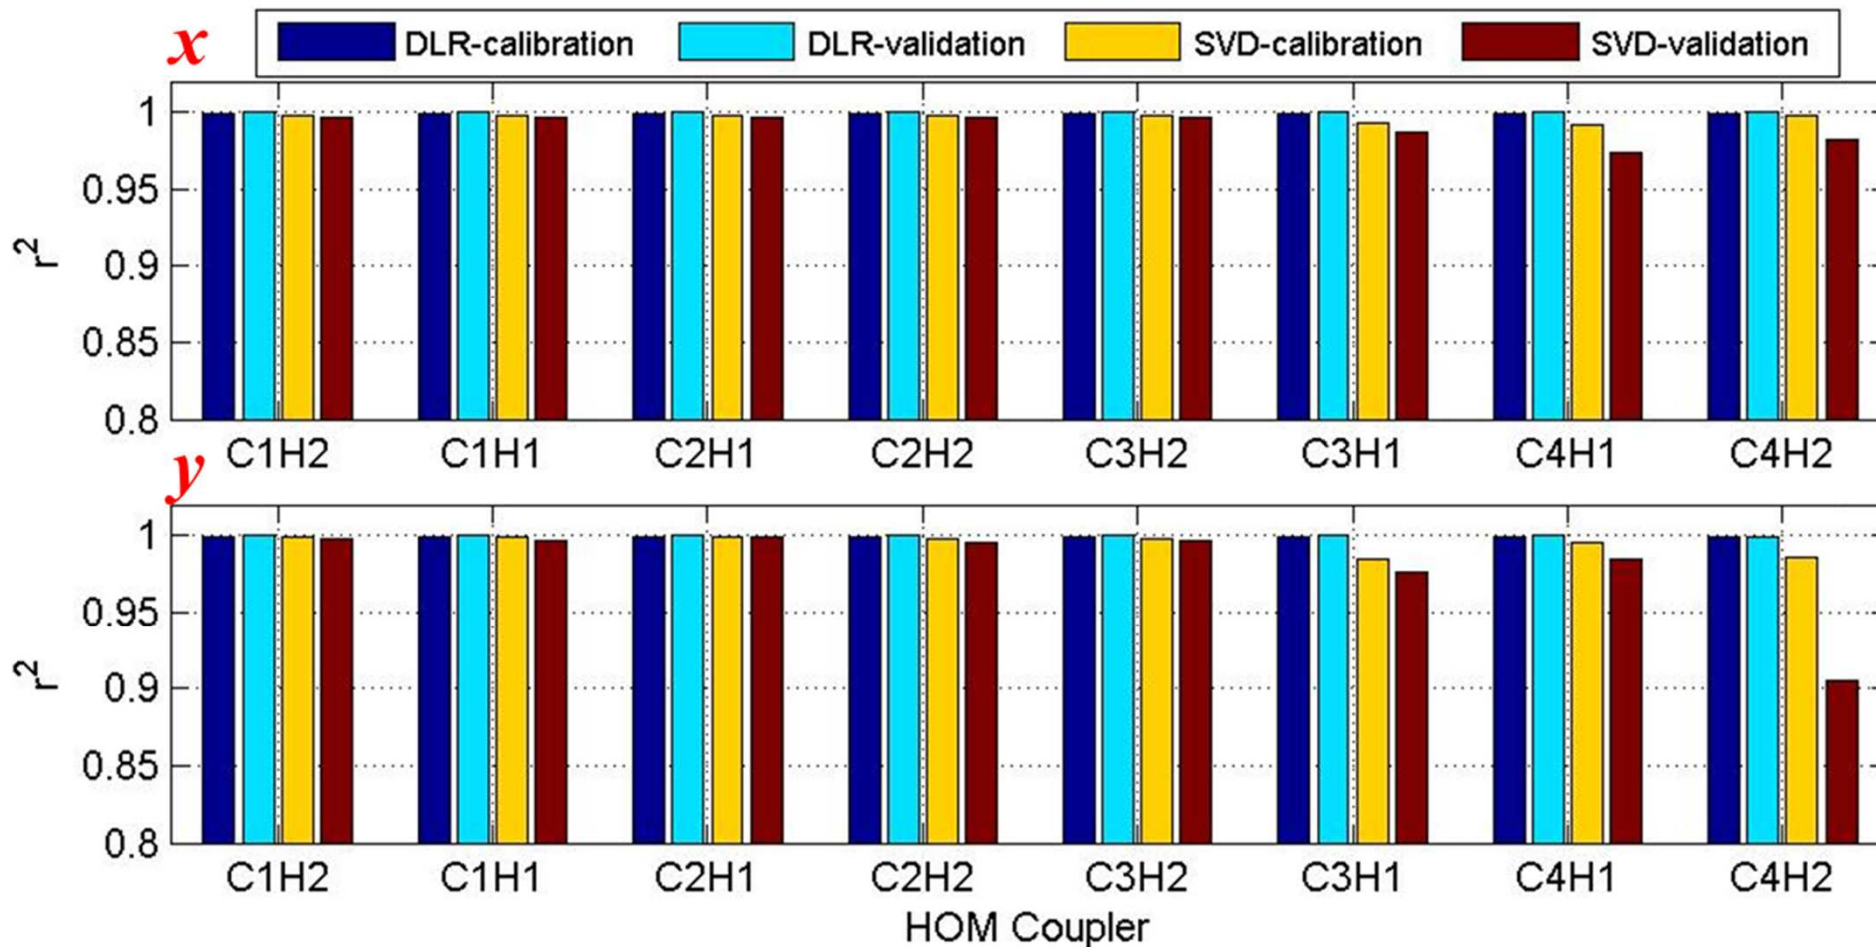 x
DLR-calibration DLR-validation SVD-calibration SVD-validation
1
0.95
0.9
0.85
0.8
r²
C1H2 C1H1 C2H1 C2H2 C3H2 C3H1 C4H1 C4H2
y
1
0.95
0.9
0.85
0.8
r²
C1H2 C1H1 C2H1 C2H2 C3H2 C3H1 C4H1 C4H2
HOM Coupler